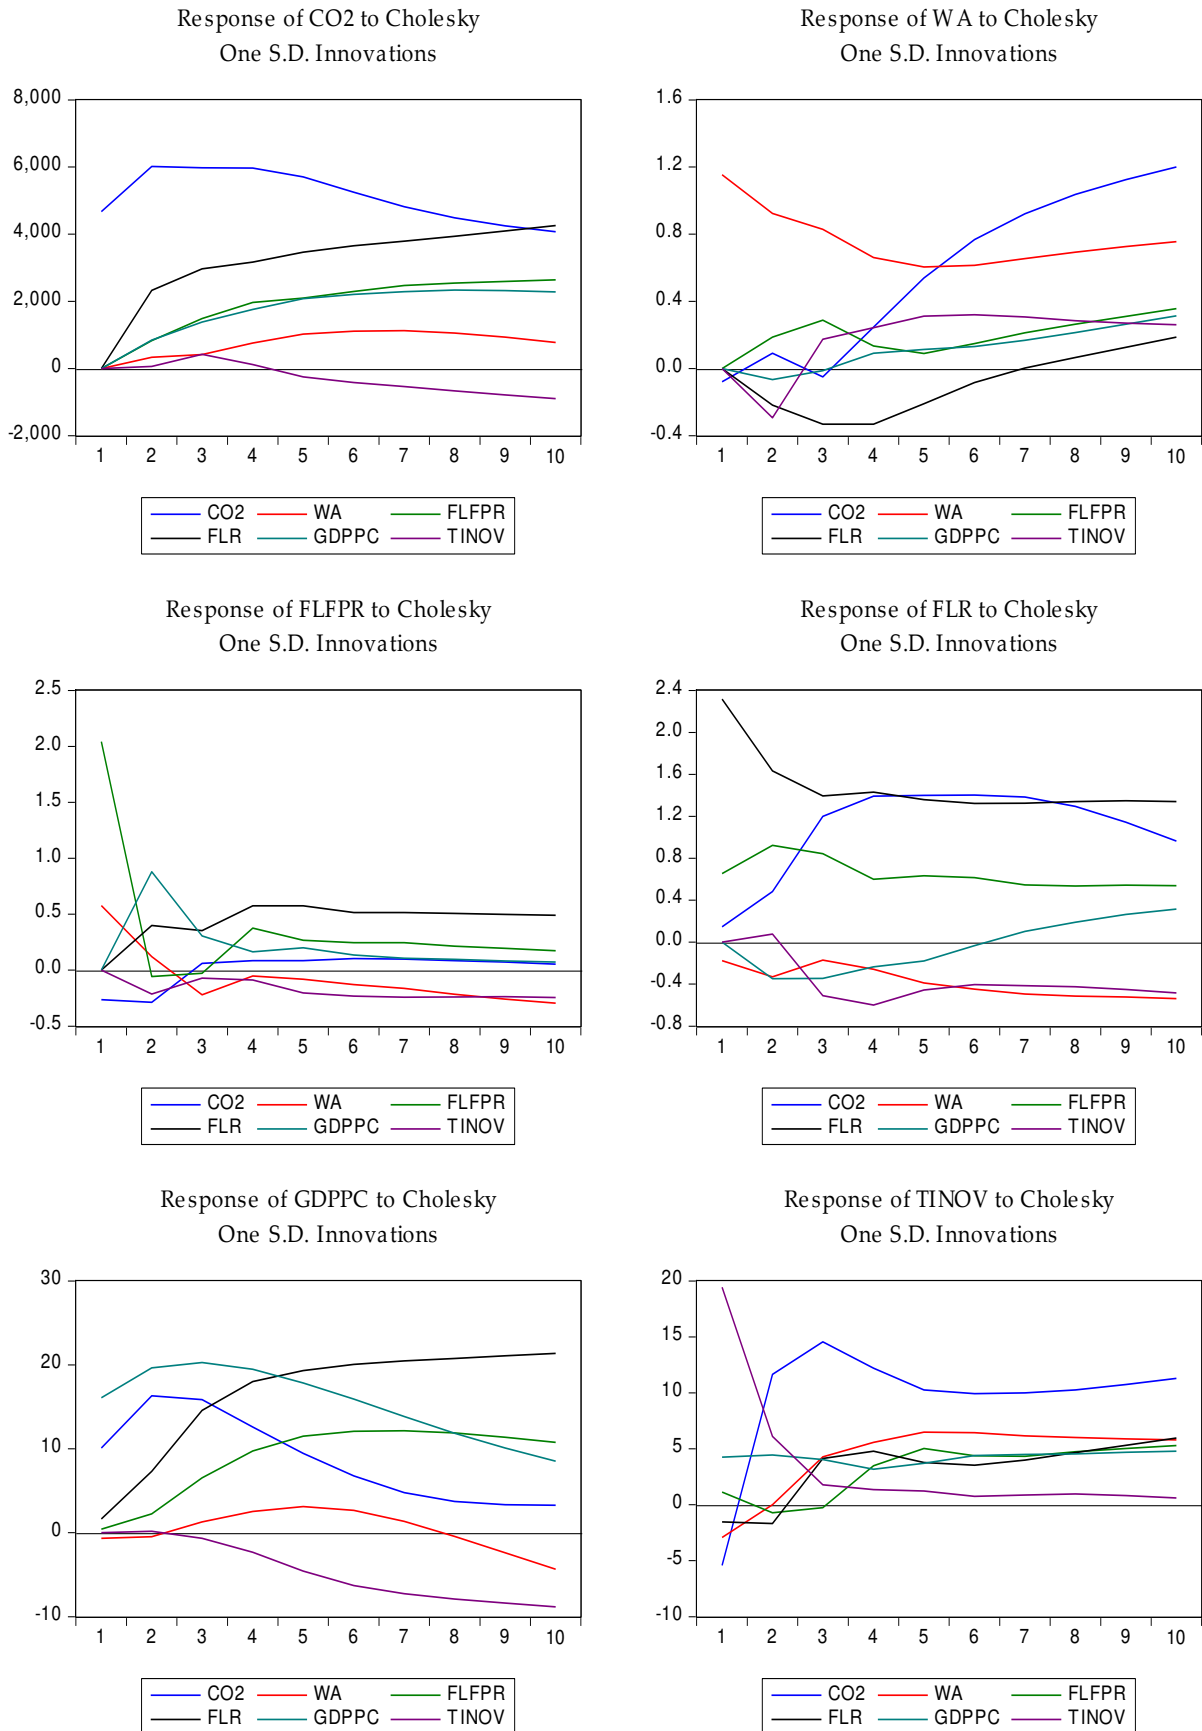 Response of CO2 to Cholesky
One S.D. Innovations
8,000
6,000
4,000
2,000
0
-2,000
1 2 3 4 5 6 7 8 9 10
CO2 WA FLFPR
FLR GDPPC TINOV
Response of WA to Cholesky
One S.D. Innovations
1.6
1.2
0.8
0.4
0.0
-0.4
1 2 3 4 5 6 7 8 9 10
CO2 WA FLFPR
FLR GDPPC TINOV
Response of FLFPR to Cholesky
One S.D. Innovations
2.5
2.0
1.5
1.0
0.5
0.0
-0.5
1 2 3 4 5 6 7 8 9 10
CO2 WA FLFPR
FLR GDPPC TINOV
Response of FLR to Cholesky
One S.D. Innovations
2.4
2.0
1.6
1.2
0.8
0.4
0.0
-0.4
-0.8
1 2 3 4 5 6 7 8 9 10
CO2 WA FLFPR
FLR GDPPC TINOV
Response of GDPPC to Cholesky
One S.D. Innovations
30
20
10
0
-10
1 2 3 4 5 6 7 8 9 10
CO2 WA FLFPR
FLR GDPPC TINOV
Response of TINOV to Cholesky
One S.D. Innovations
20
15
10
5
0
-5
-10
1 2 3 4 5 6 7 8 9 10
CO2 WA FLFPR
FLR GDPPC TINOV